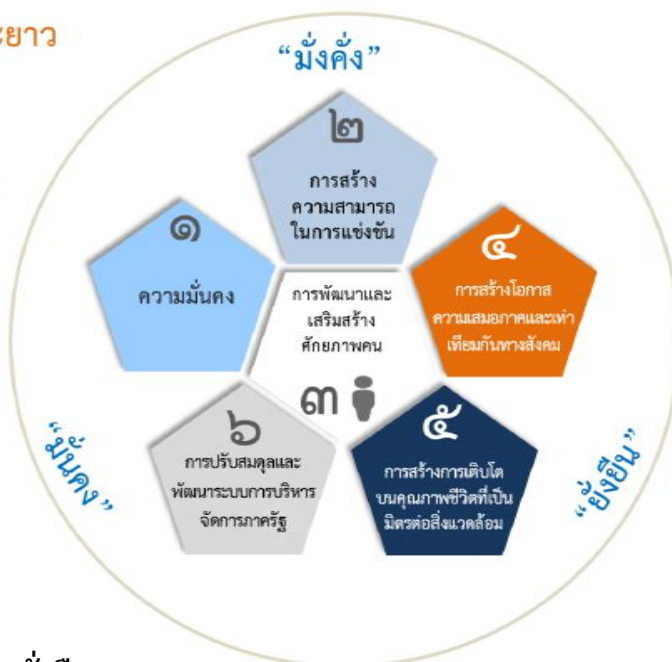 “มั่งคั่ง”
๒
การสร้าง
ความสามารถ
ในการแข่งขัน
๑
ความมั่นคง
๔
การสร้างโอกาส
ความเสมอภาคและเท่า
เทียมกันทางสังคม
การพัฒนาและ
เสริมสร้าง
ศักยภาพคน
๓
๖
การปรับสมดุลและ
พัฒนาระบบการบริหาร
จัดการภาครัฐ
๕
การสร้างการเติบโต
บนคุณภาพชีวิตที่เป็น
มิตรต่อสิ่งแวดล้อม
“มั่นคง”
“ยั่งยืน”